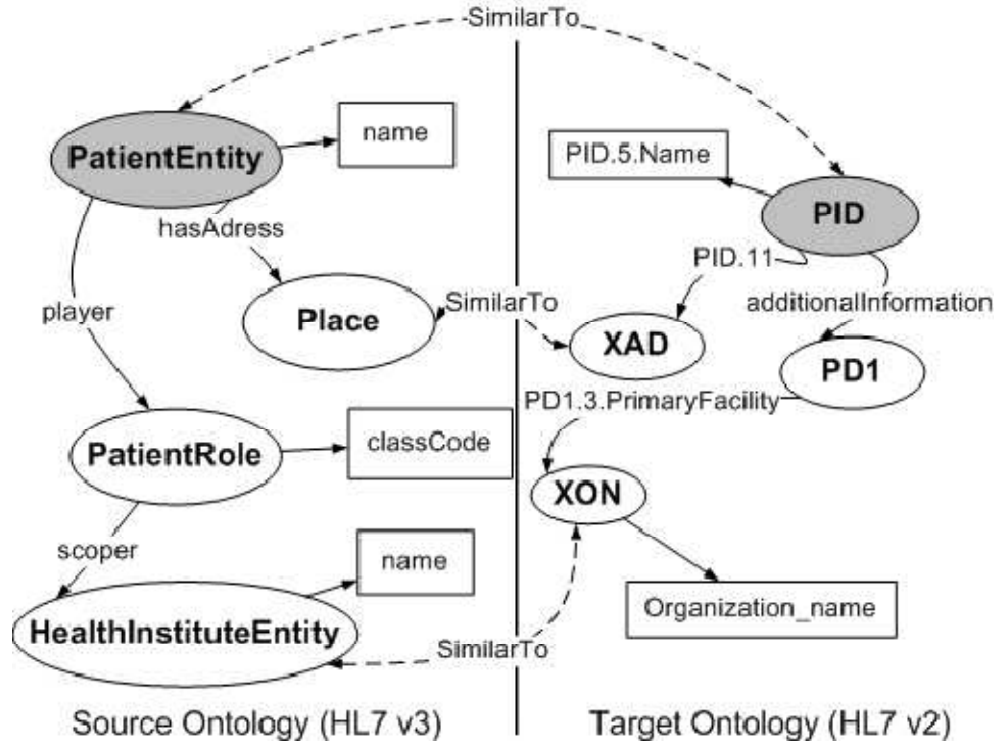 SimilarTo
PatientEntity
name
PID.5.Name
PID
hasAdress
PID.11
player
Place
SimilarTo
additionalInformation
XAD
PD1
PD1.3.PrimaryFacility
PatientRole
classCode
XON
scoper
name
Organization_name
HealthInstituteEntity
SimilarTo
Source Ontology (HL7 v3)
Target Ontology (HL7 v2)